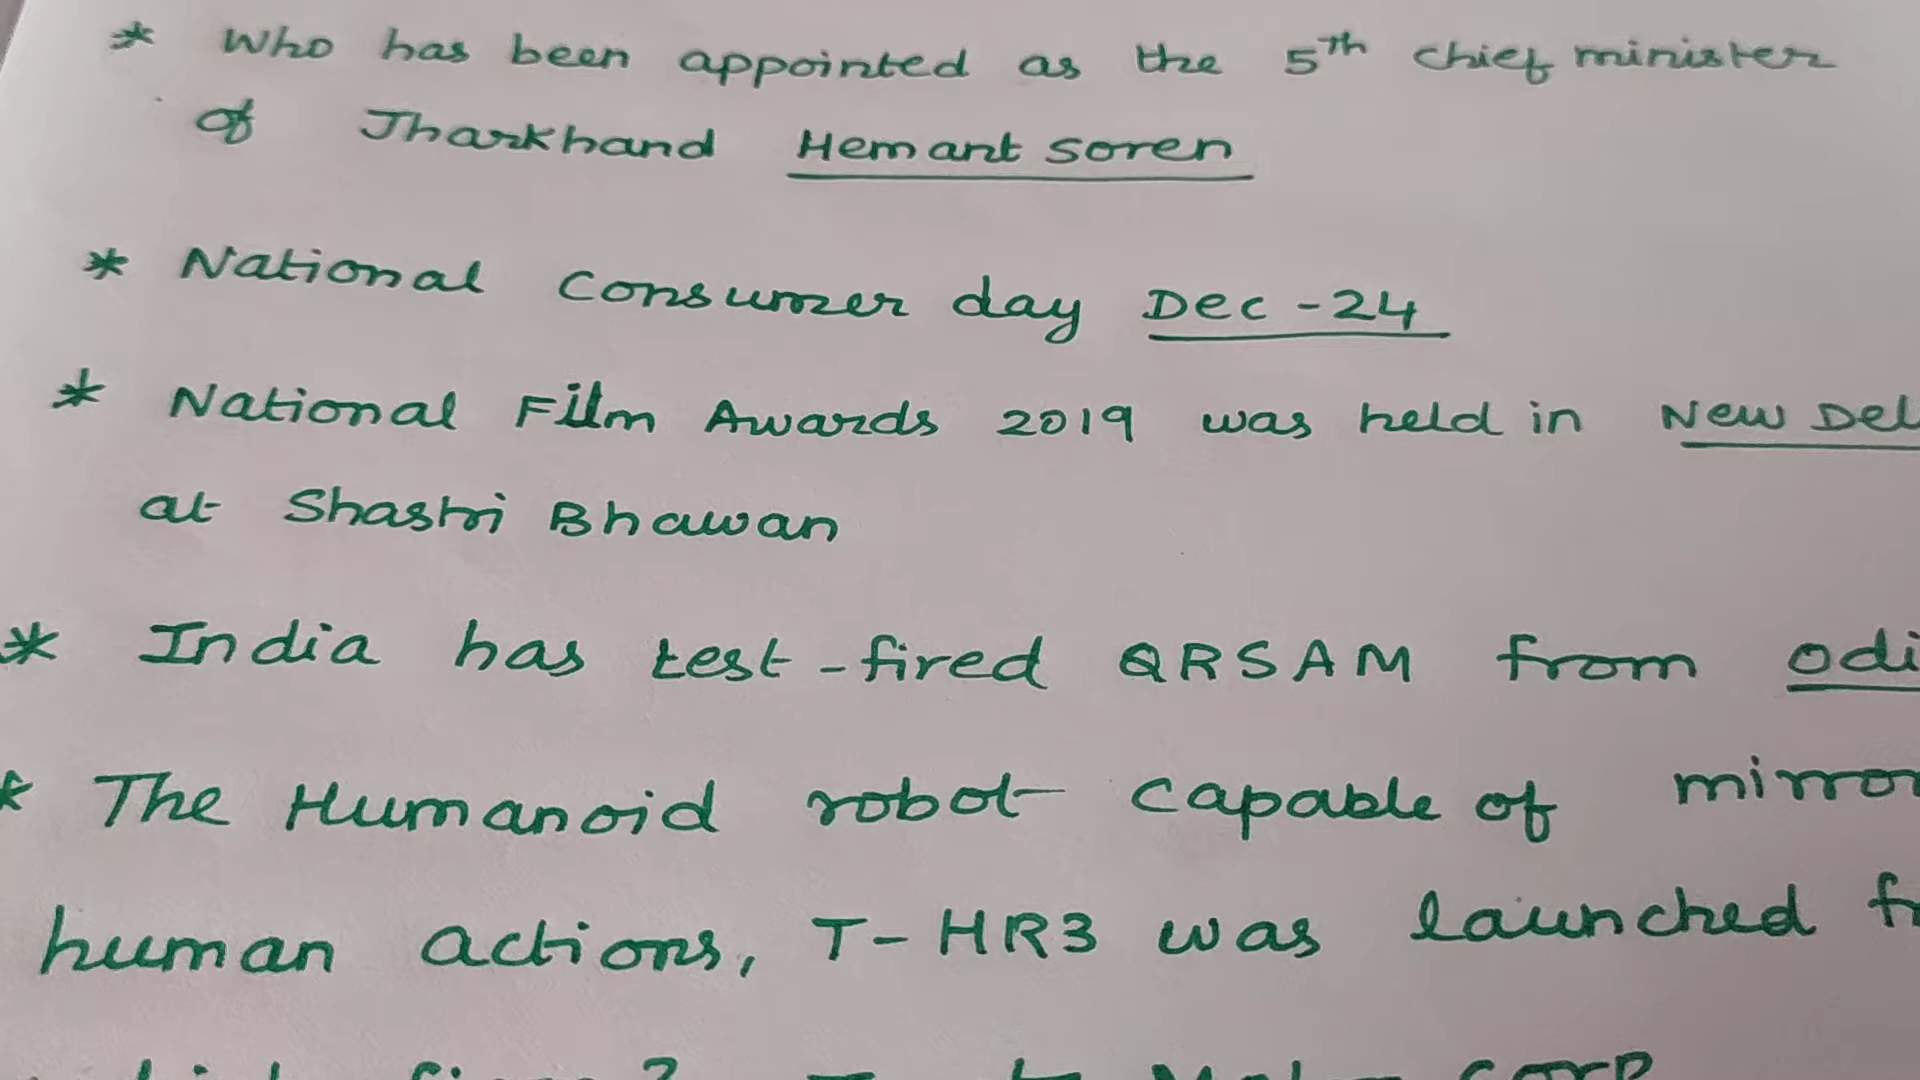 * Who has been appointed as the 5th chief minister
of Jharkhand Hemant soren
* National Consumer day Dec - 24
* National Film Awards 2019 was held in New Del
at Shastri Bhawan
* India has test - fired QRSAM from odi
* The Humanoid robot capable of mirror
human actions, T - HR3 was launched fr